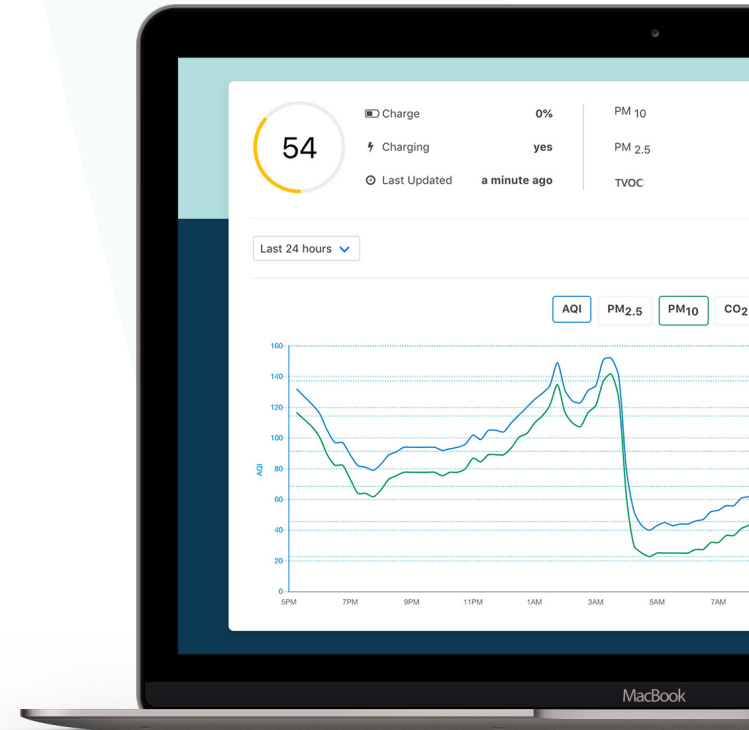 54
Charge 0%
Charging yes
Last Updated a minute ago
PM 10
PM 2.5
TVOC
Last 24 hours
AQI PM2.5 PM10 CO2
160
140
120
100
80
60
40
20
0
AQI
5PM 7PM 9PM 11PM 1AM 3AM 5AM 7AM
MacBook